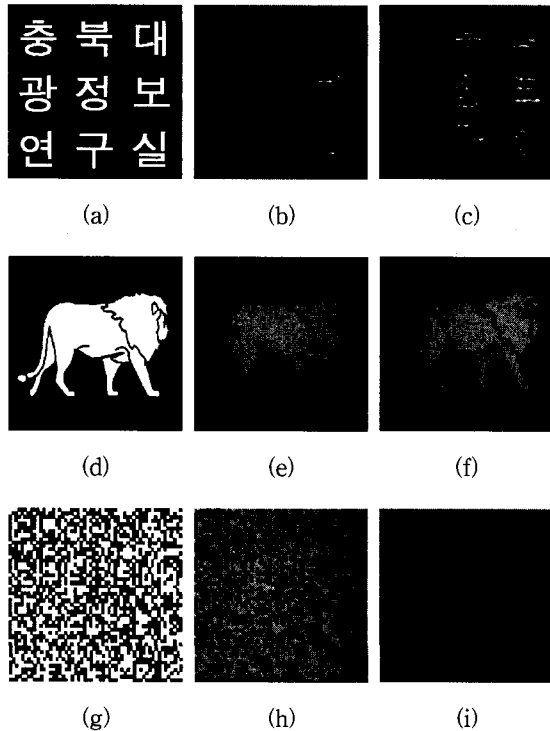 충 북 대
광 정 보
연 구 실
(a) (b) (c)
(d) (e) (f)
(g) (h) (i)